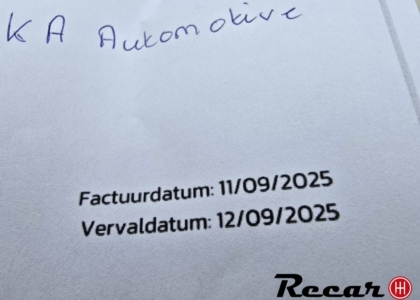 KA Automotive
Factuurdatum: 11/09/2025
Vervaldatum: 12/09/2025
Recar